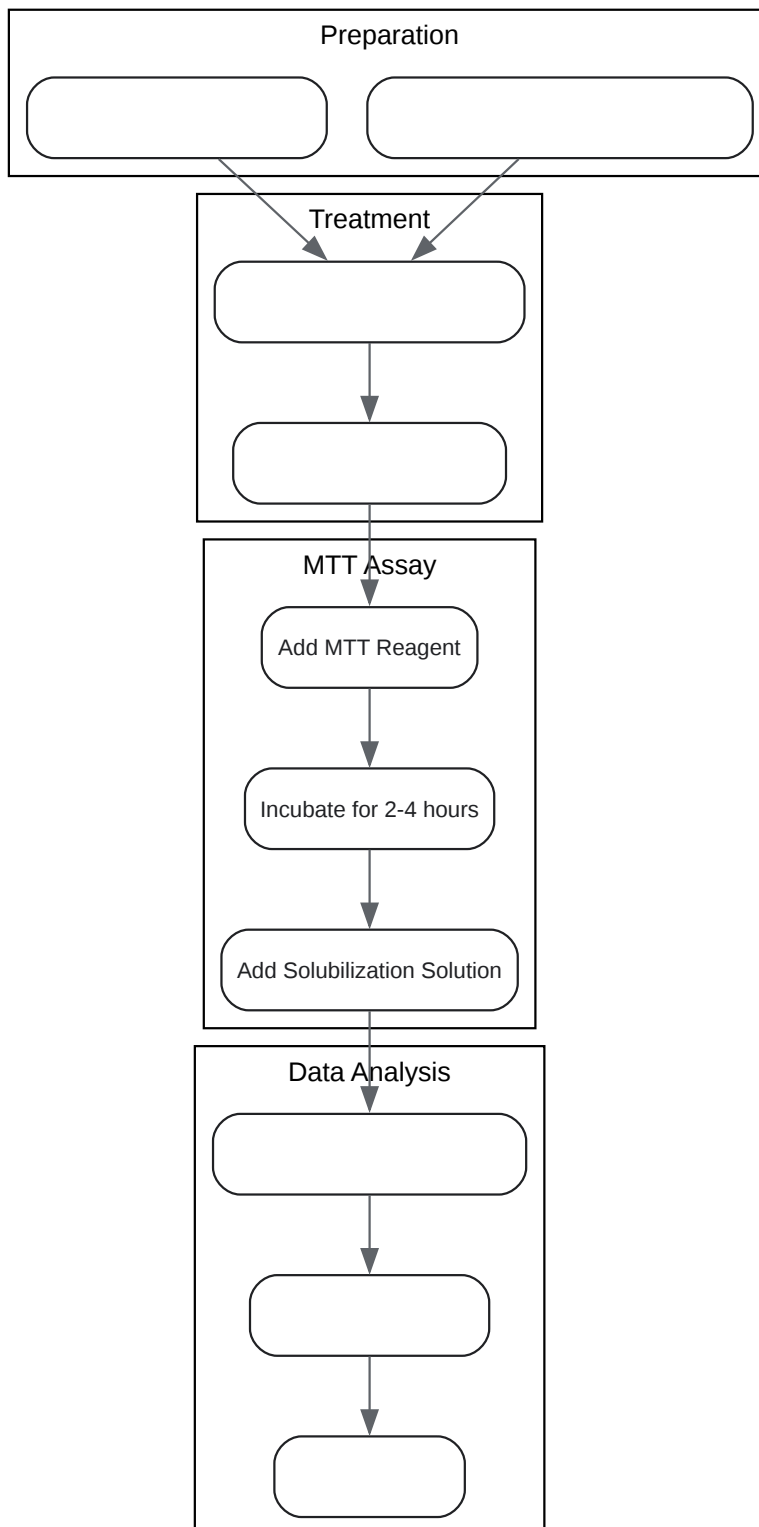 Preparation
Treatment
MTT Assay
Add MTT Reagent
Incubate for 2-4 hours
Add Solubilization Solution
Data Analysis